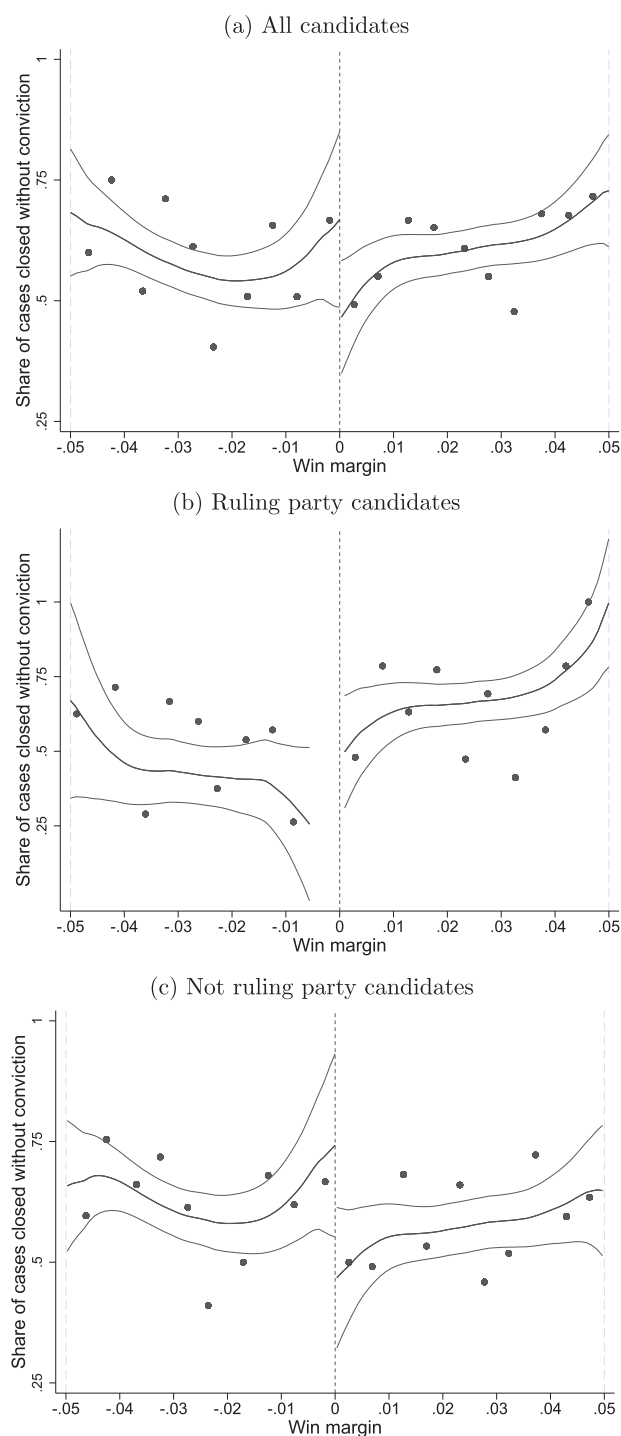 (a) All candidates
Share of cases closed without conviction
1
.75
.5
.25
-.05 -.04 -.03 -.02 -.01 0 .01 .02 .03 .04 .05
Win margin
(b) Ruling party candidates
Share of cases closed without conviction
1
.75
.5
.25
-.05 -.04 -.03 -.02 -.01 0 .01 .02 .03 .04 .05
Win margin
(c) Not ruling party candidates
Share of cases closed without conviction
1
.75
.5
.25
-.05 -.04 -.03 -.02 -.01 0 .01 .02 .03 .04 .05
Win margin